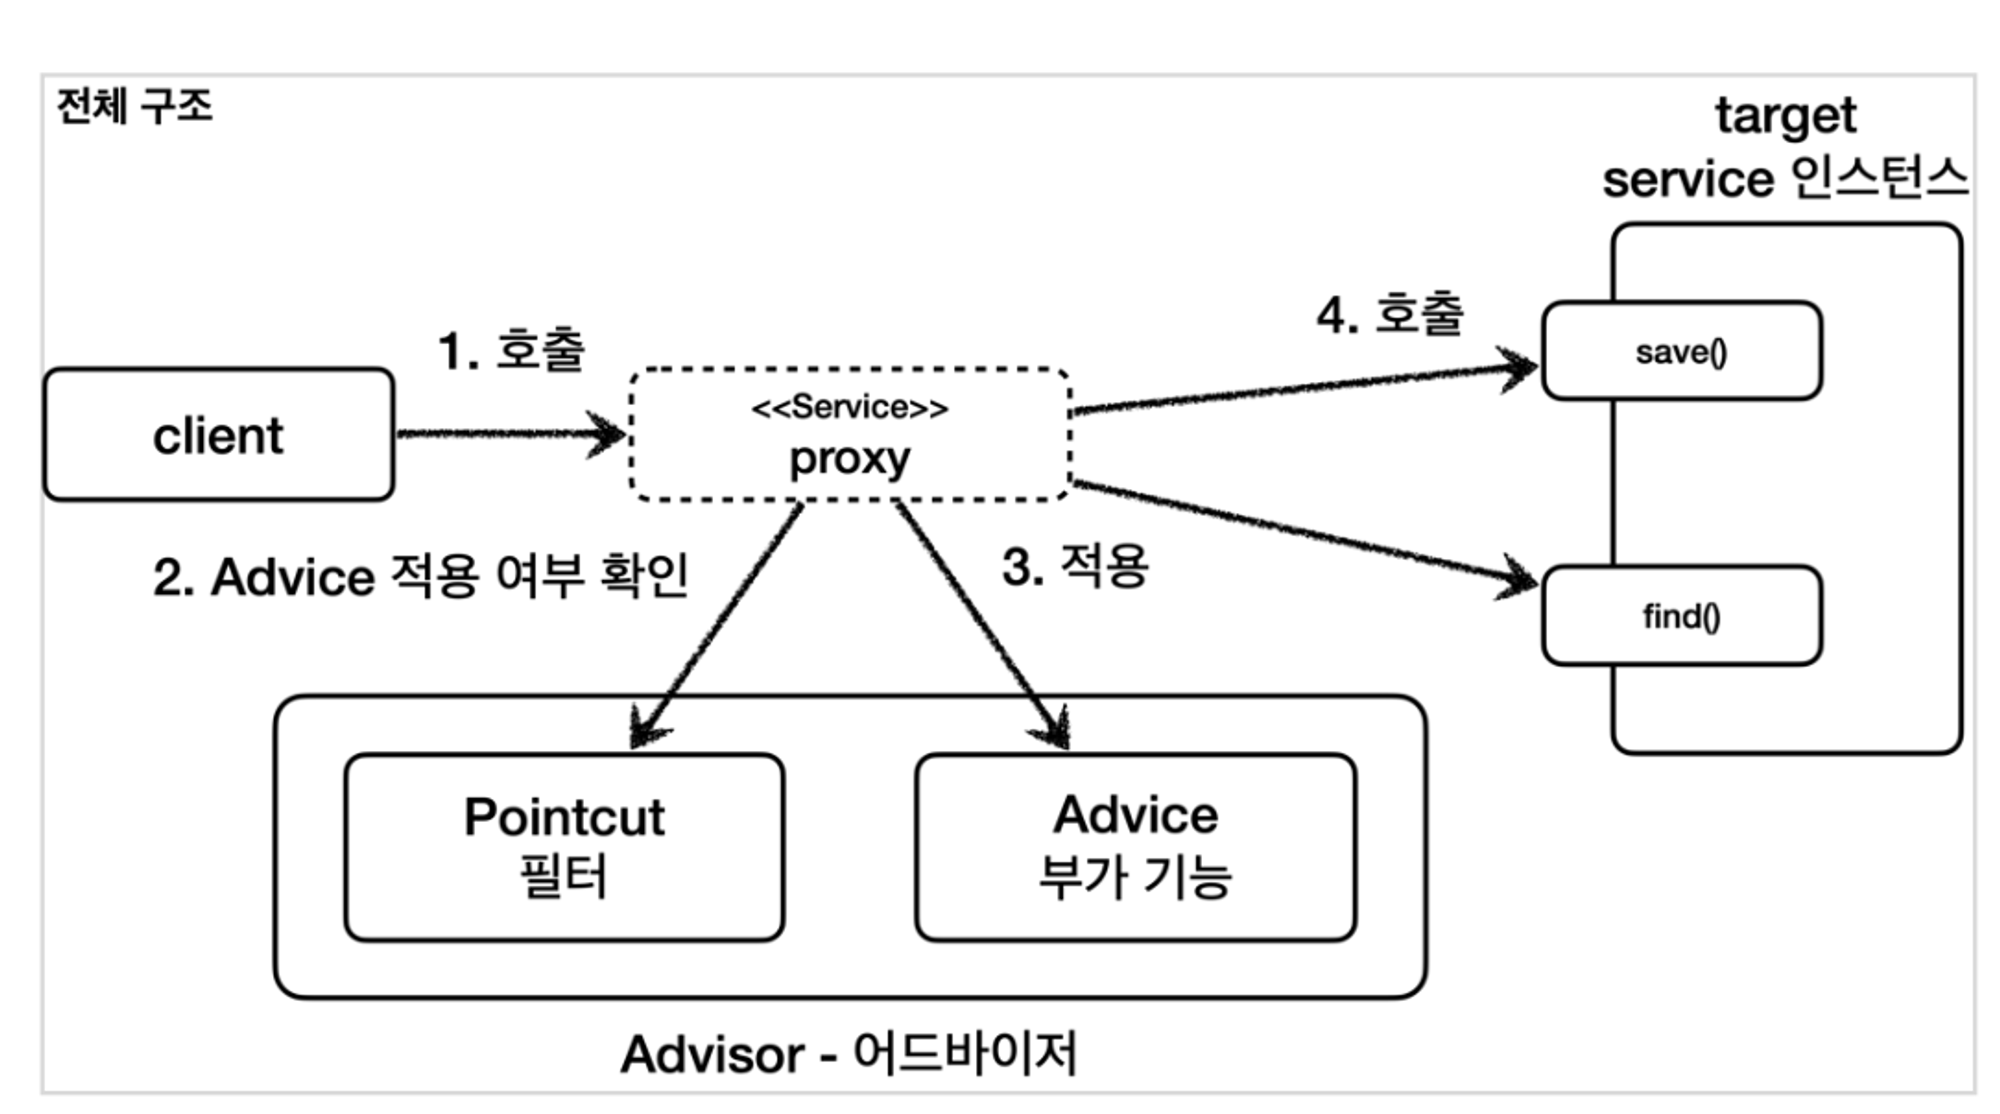 전체 구조
target
service 인스턴스
1. 호출
4. 호출
client
<<Service>>
proxy
save()
2. Advice 적용 여부 확인
3. 적용
find()
Pointcut
필터
Advice
부가 기능
Advisor - 어드바이저